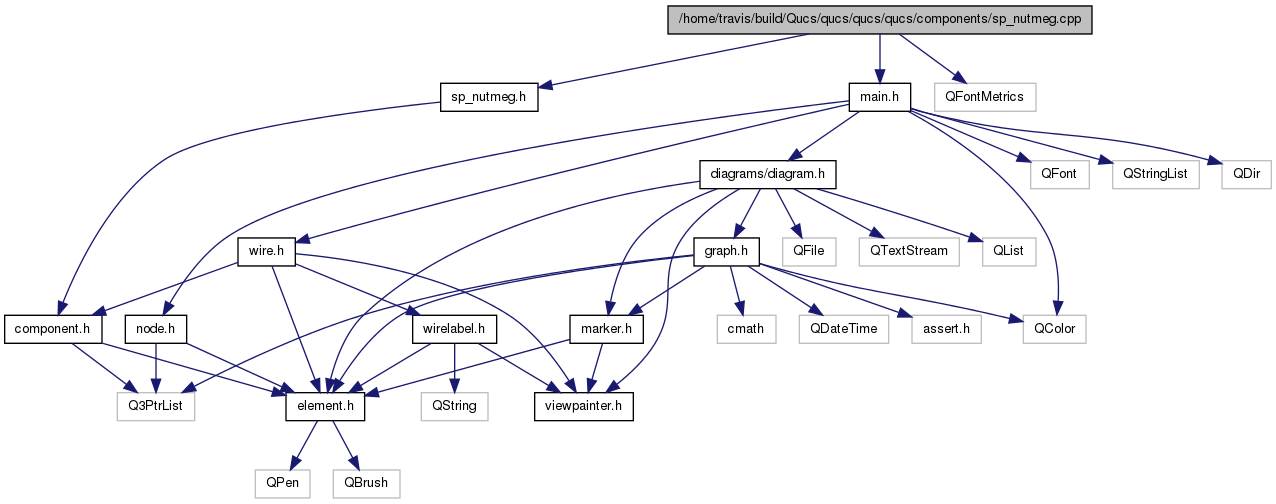 /home/travis/build/Qucs/qucs/qucs/qucs/components/sp_nutmeg.cpp
sp_nutmeg.h
main.h
QFontMetrics
diagrams/diagram.h
QFont
QStringList
QDir
wire.h
graph.h
QFile
QTextStream
QList
component.h
node.h
wirelabel.h
marker.h
cmath
QDateTime
assert.h
QColor
Q3PtrList
element.h
QString
viewpainter.h
QPen
QBrush